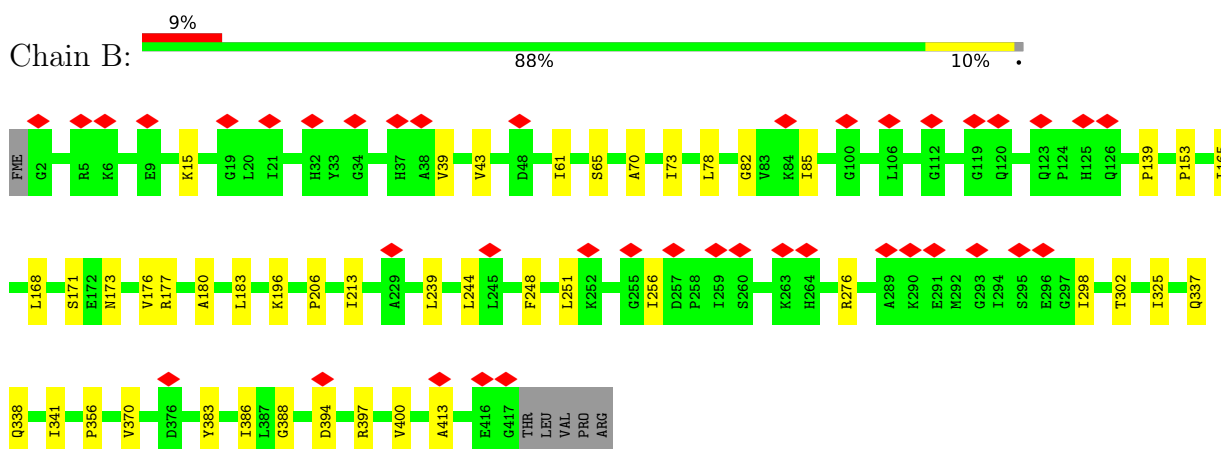 9%
Chain B:
88% 10% •
FME G2 R5 K6 E9 K15 G19 L20 I21 H32 Y33 G34 H37 A38 V39 V43 D48 I61 S65 A70 I73 L78 G82 V83 K84 I85 G100 L106 G112 G119 Q120 Q123 P124 H125 Q126 P139 P153 I165
L168 S171 E172 N173 V176 R177 A180 L183 K196 P206 I213 A229 L239 L244 L245 F248 L251 K252 G255 I256 D257 P258 I259 S260 K263 H264 R276 A289 K290 E291 M292 G293 I294 S295 E296 G297 I298 T302 I325 Q337
Q338 I341 P356 V370 D376 Y383 I386 L387 G388 D394 R397 V400 A413 E416 G417 THR LEU VAL PRO ARG